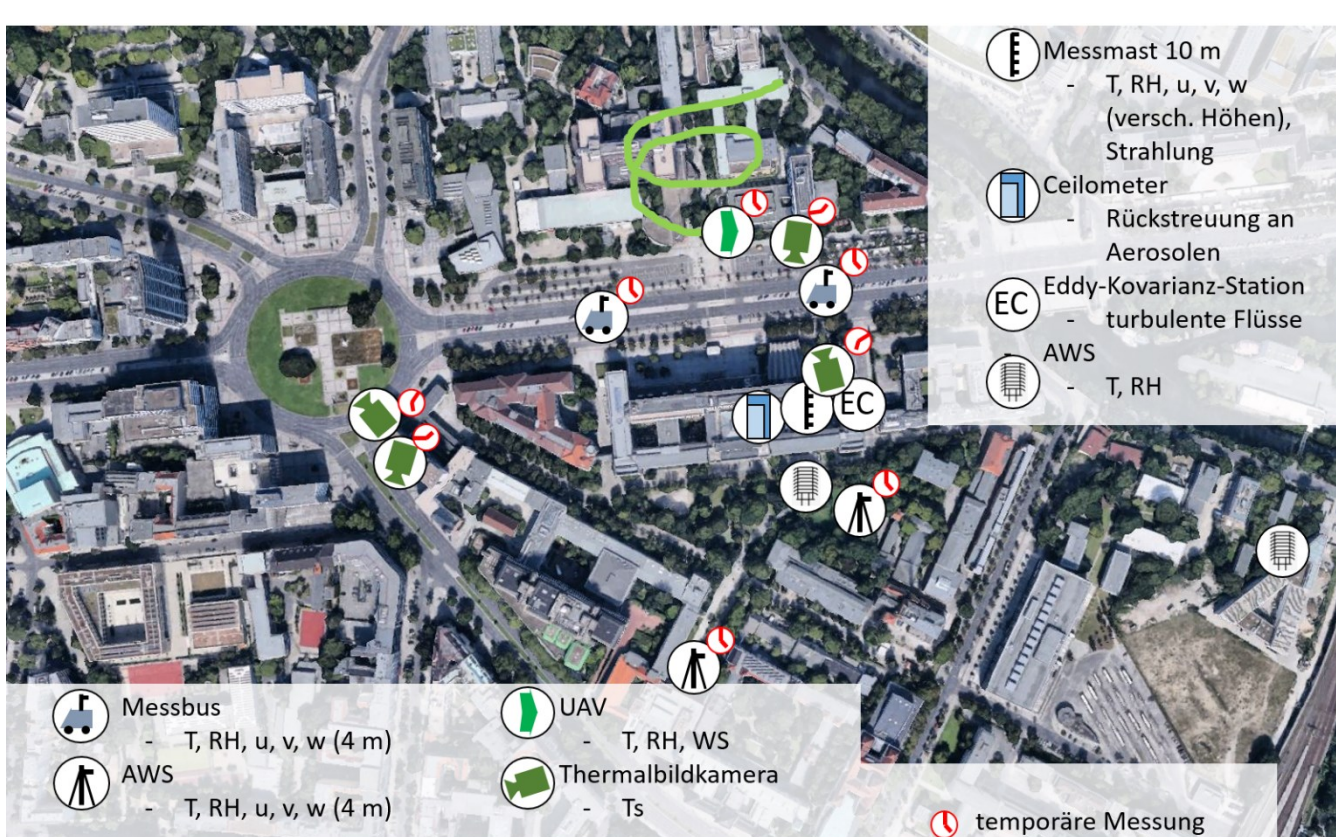 Messmast 10 m
- T, RH, u, v, w
(versch. Höhen),
Strahlung
Ceilometer
- Rückstreuung an
Aerosolen
EC Eddy-Kovarianz-Station
- turbulente Flüsse
AWS
- T, RH
EC
Messbus
- T, RH, u, v, w (4 m)
AWS
- T, RH, u, v, w (4 m)
UAV
- T, RH, WS
Thermalbildkamera
- Ts
temporäre Messung